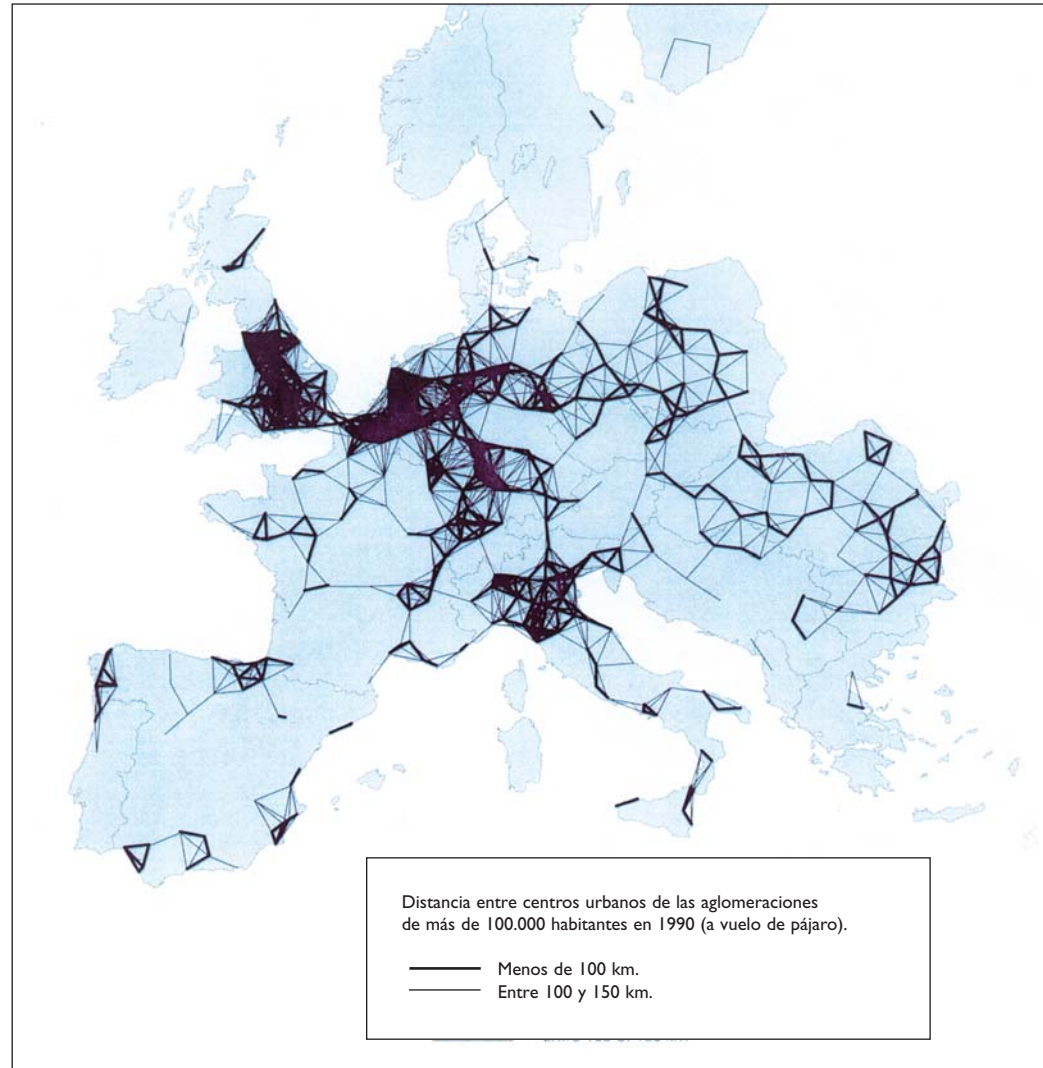 Distancia entre centros urbanos de las aglomeraciones
de más de 100.000 habitantes en 1990 (a vuelo de pájaro).
Menos de 100 km.
Entre 100 y 150 km.